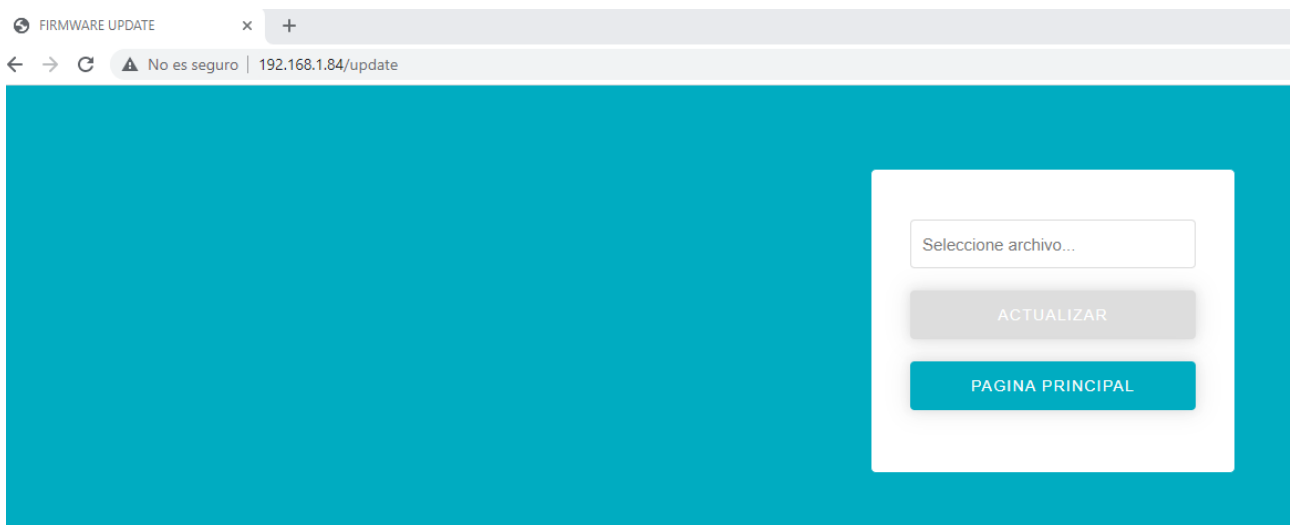 FIRMWARE UPDATE
No es seguro | 192.168.1.84/update
Seleccione archivo...
ACTUALIZAR
PAGINA PRINCIPAL